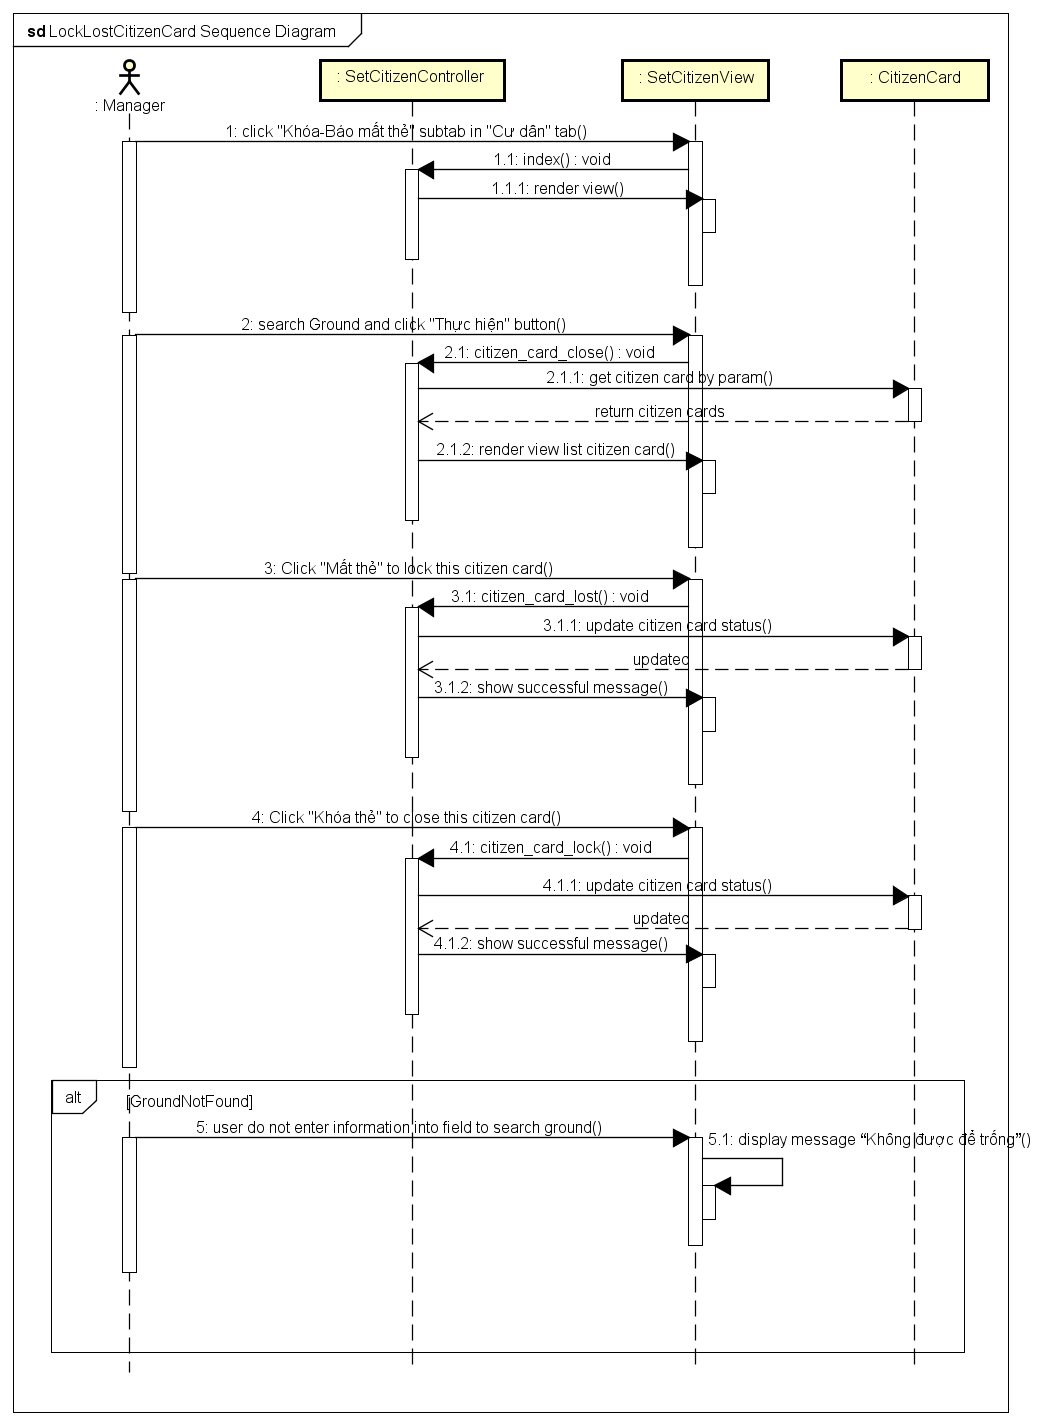 sd LockLostCitizenCard Sequence Diagram
: Manager
: SetCitizenController
: SetCitizenView
: CitizenCard
1: click "Khóa-Báo mất thẻ" subtab in "Cư dân" tab()
1.1: index() : void
1.1.1: render view()
2: search Ground and click "Thực hiện" button()
2.1: citizen_card_close() : void
2.1.1: get citizen card by param()
return citizen cards
2.1.2: render view list citizen card()
3: Click "Mất thẻ" to lock this citizen card()
3.1: citizen_card_lost() : void
3.1.1: update citizen card status()
updated
3.1.2: show successful message()
4: Click "Khóa thẻ" to close this citizen card()
4.1: citizen_card_lock() : void
4.1.1: update citizen card status()
updated
4.1.2: show successful message()
alt
[GroundNotFound]
5: user do not enter information into field to search ground()
5.1: display message “Không được để trống”()